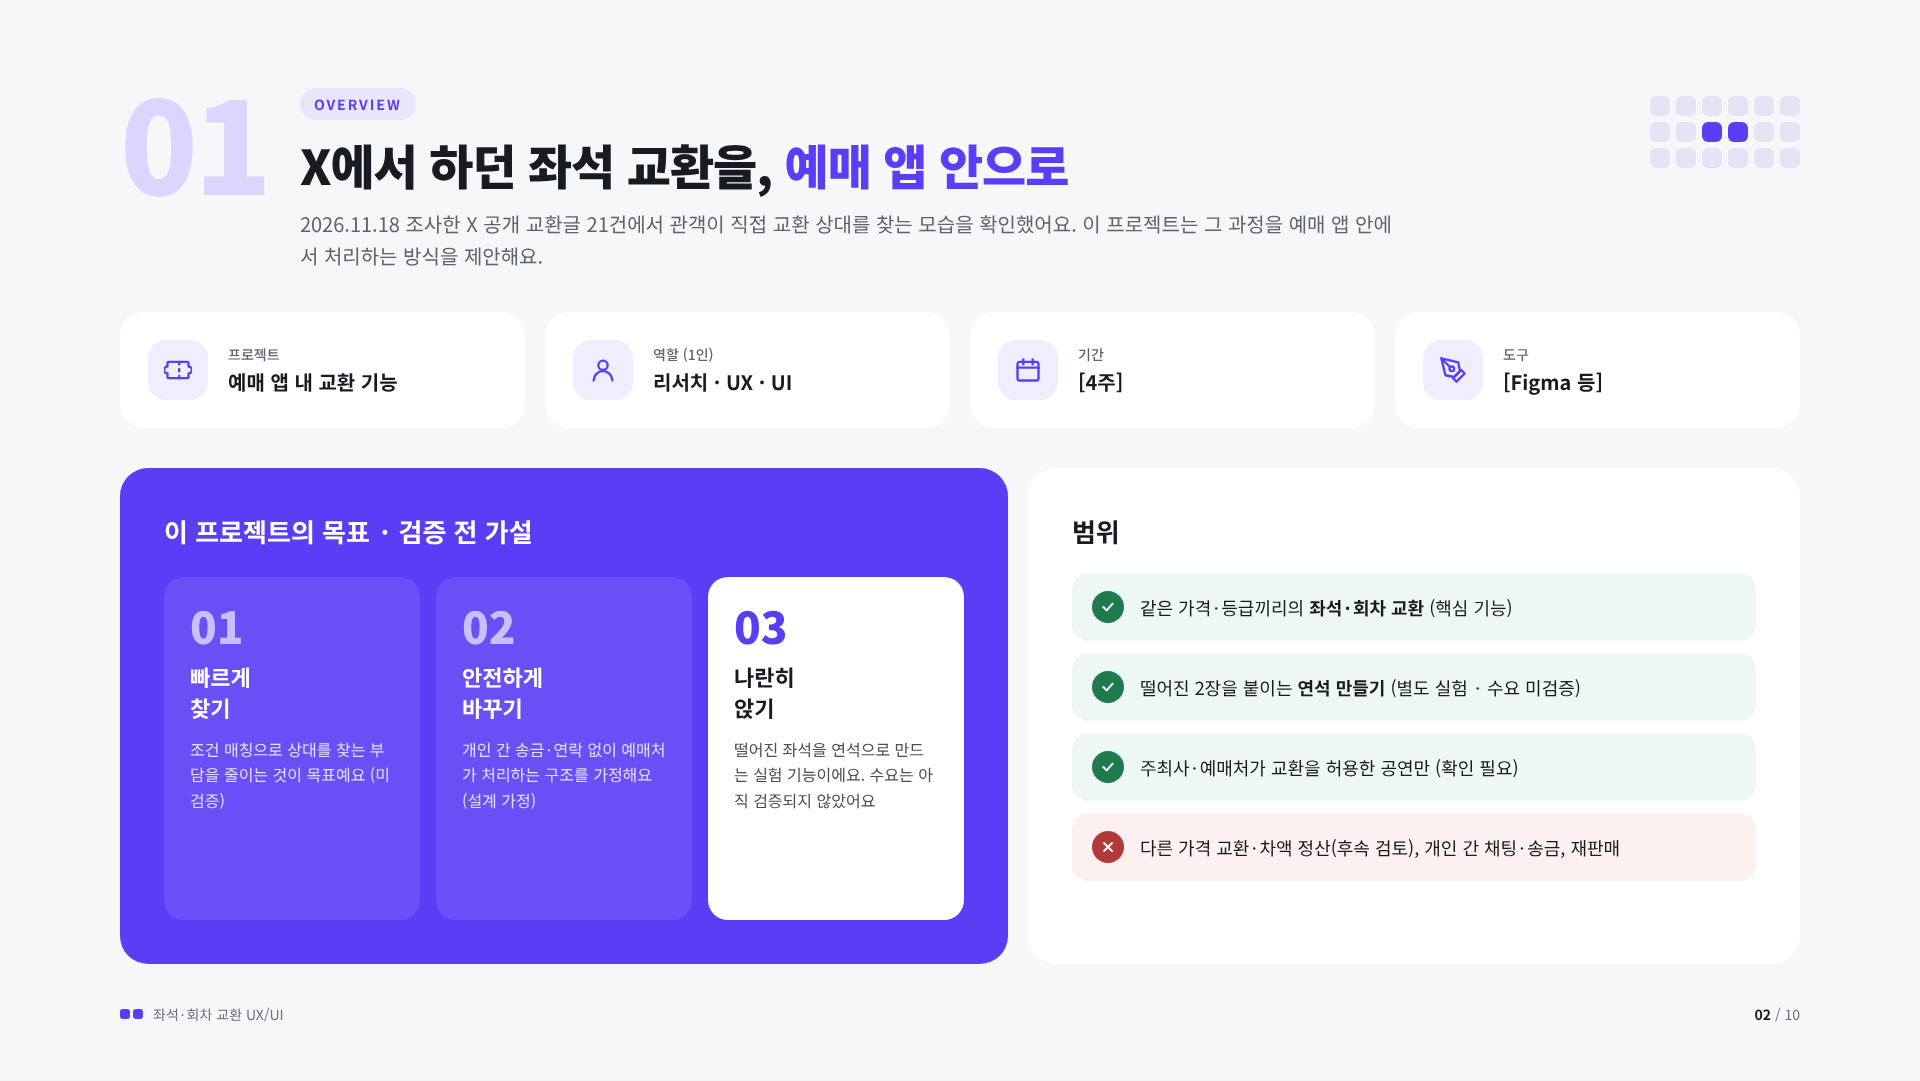 01
OVERVIEW
X에서 하던 좌석 교환을, 예매 앱 안으로
2026.11.18 조사한 X 공개 교환글 21건에서 관객이 직접 교환 상대를 찾는 모습을 확인했어요. 이 프로젝트는 그 과정을 예매 앱 안에
서 처리하는 방식을 제안해요.
프로젝트
예매 앱 내 교환 기능
역할 (1인)
리서치 · UX · UI
기간
[4주]
도구
[Figma 등]
이 프로젝트의 목표 · 검증 전 가설
01
빠르게
찾기
조건 매칭으로 상대를 찾는 부
담을 줄이는 것이 목표예요 (미
검증)
02
안전하게
바꾸기
개인 간 송금·연락 없이 예매처
가 처리하는 구조를 가정해요
(설계 가정)
03
나란히
앉기
떨어진 좌석을 연석으로 만드
는 실험 기능이에요. 수요는 아
직 검증되지 않았어요
범위
같은 가격·등급끼리의 좌석·회차 교환 (핵심 기능)
떨어진 2장을 붙이는 연석 만들기 (별도 실험 · 수요 미검증)
주최사·예매처가 교환을 허용한 공연만 (확인 필요)
다른 가격 교환·차액 정산(후속 검토), 개인 간 채팅·송금, 재판매
좌석·회차 교환 UX/UI
02 / 10